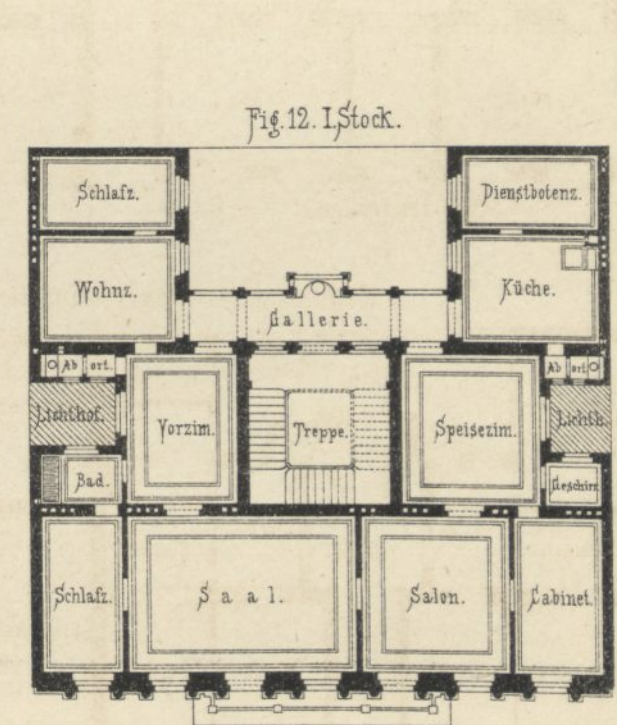 Fig. 12. I. Stock.
Schlafz.
Dienstbotenz.
Wohnz.
Küche.
Gallerie.
Ab ort.
Ab ort
Lichthof.
Vorzim.
Treppe.
Speisezim.
Lichth.
Bad.
Geschirr
Schlafz.
Saal.
Salon.
Cabinet.